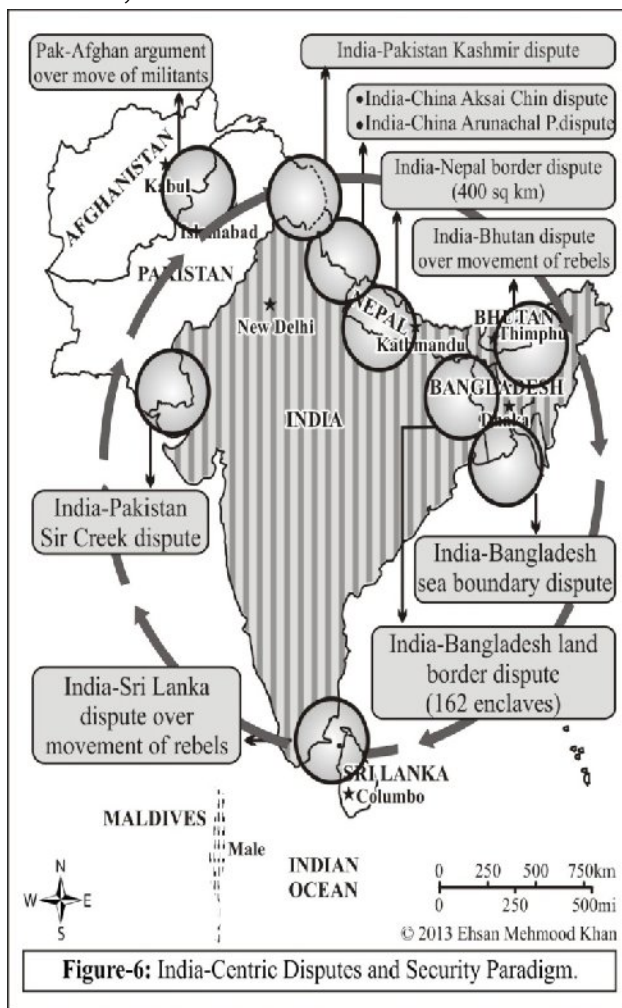 Pak-Afghan argument
over move of militants
India-Pakistan Kashmir dispute
•India-China Aksai Chin dispute
•India-China Arunachal P.dispute
India-Nepal border dispute
(400 sq km)
India-Bhutan dispute
over movement of rebels
AFGHANISTAN
Kabul
Islamabad
PAKISTAN
New Delhi
NEPAL
Kathmandu
BHUTAN
Thimphu
BANGLADESH
Dhaka
INDIA
India-Pakistan
Sir Creek dispute
India-Bangladesh
sea boundary dispute
India-Bangladesh land
border dispute
(162 enclaves)
India-Sri Lanka
dispute over
movement of rebels
SRI LANKA
Columbo
MALDIVES
Male
INDIAN
OCEAN
N
W E
S
0 250 500 750km
0 250 500mi
© 2013 Ehsan Mehmood Khan
Figure-6: India-Centric Disputes and Security Paradigm.